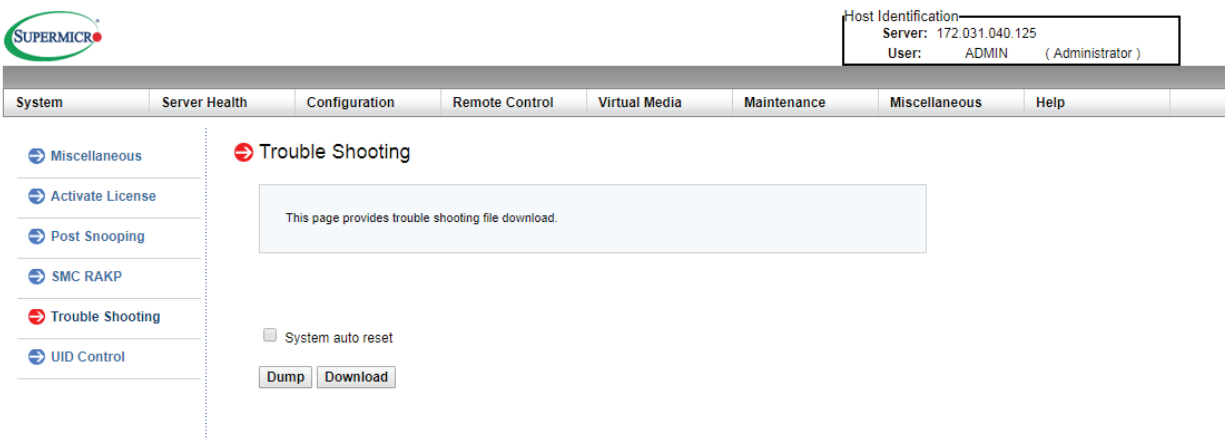 SUPERMICRO
Host Identification
Server: 172.031.040.125
User: ADMIN ( Administrator )
System Server Health Configuration Remote Control Virtual Media Maintenance Miscellaneous Help
Miscellaneous
Activate License
Post Snooping
SMC RAKP
Trouble Shooting
UID Control
Trouble Shooting
This page provides trouble shooting file download.
System auto reset
Dump Download